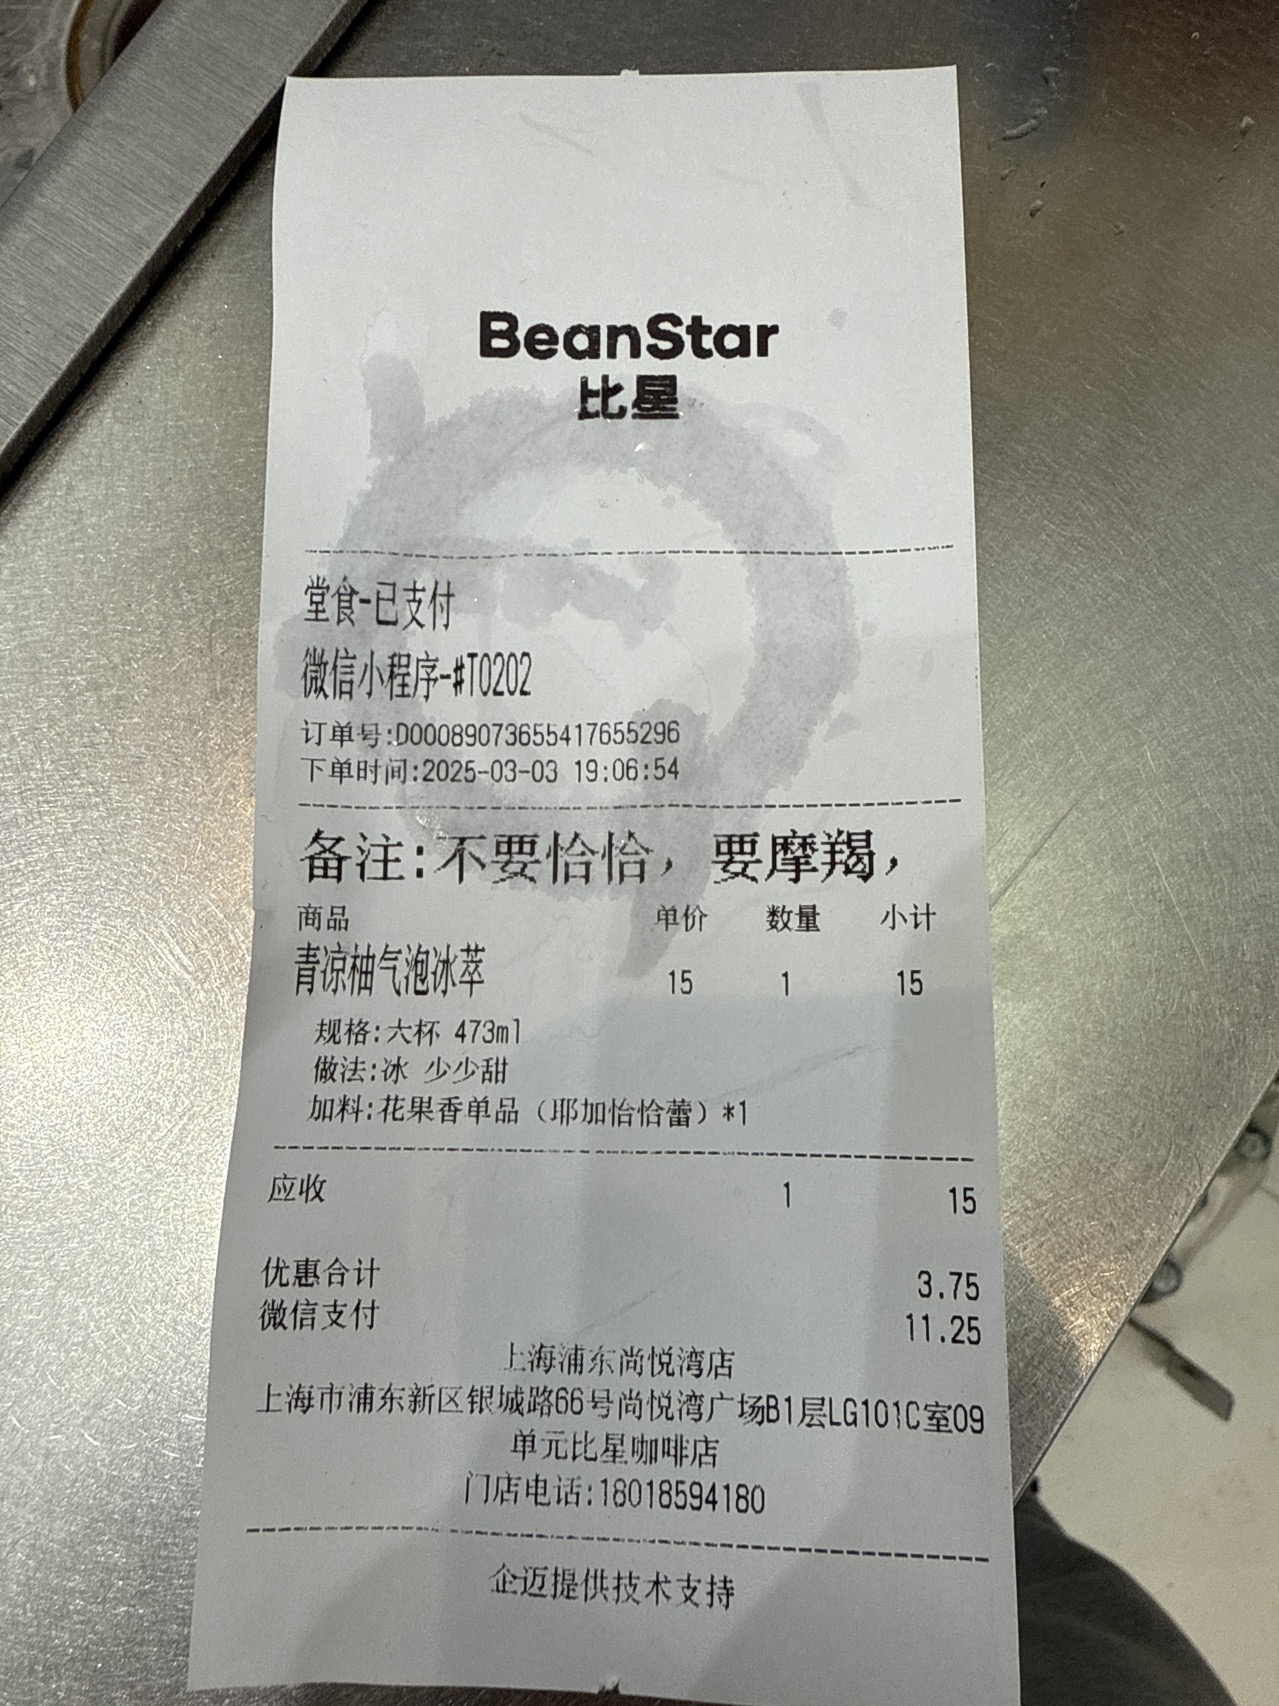 BeanStar
比星
堂食-已支付
微信小程序-#T0202
订单号:D00089073655417655296
下单时间:2025-03-03 19:06:54
备注:不要恰恰，要摩羯，
商品 单价 数量 小计
青凉柚气泡冰萃 15 1 15
规格:大杯 473ml
做法:冰 少少甜
加料:花果香单品（耶加恰恰蕾）*1
应收 1 15
优惠合计 3.75
微信支付 11.25
上海浦东尚悦湾店
上海市浦东新区银城路66号尚悦湾广场B1层LG101C室09
单元比星咖啡店
门店电话:18018594180
企迈提供技术支持